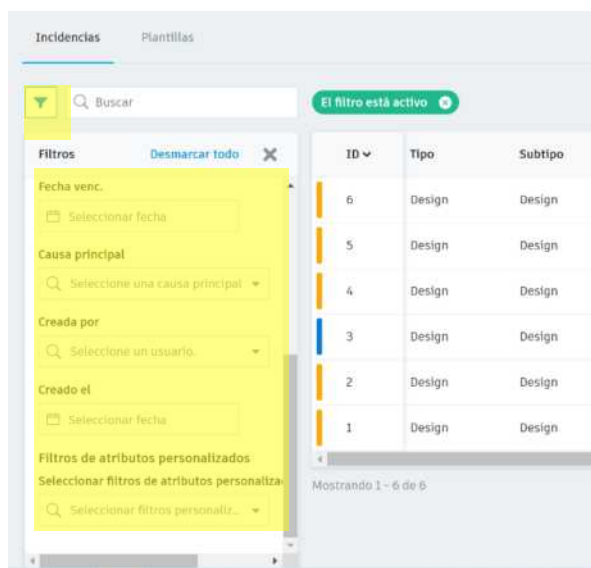 Incidencias Plantillas
Buscar El filtro está activo
Filtros Desmarcar todo
ID Tipo Subtipo
Fecha venc.
Seleccionar fecha
Causa principal
Seleccione una causa principal
Creada por
Seleccione un usuario.
Creado el
Seleccionar fecha
Filtros de atributos personalizados
Seleccionar filtros de atributos personaliza
Seleccionar filtros personaliz...
6 Design Design
5 Design Design
4 Design Design
3 Design Design
2 Design Design
1 Design Design
Mostrando 1 - 6 de 6